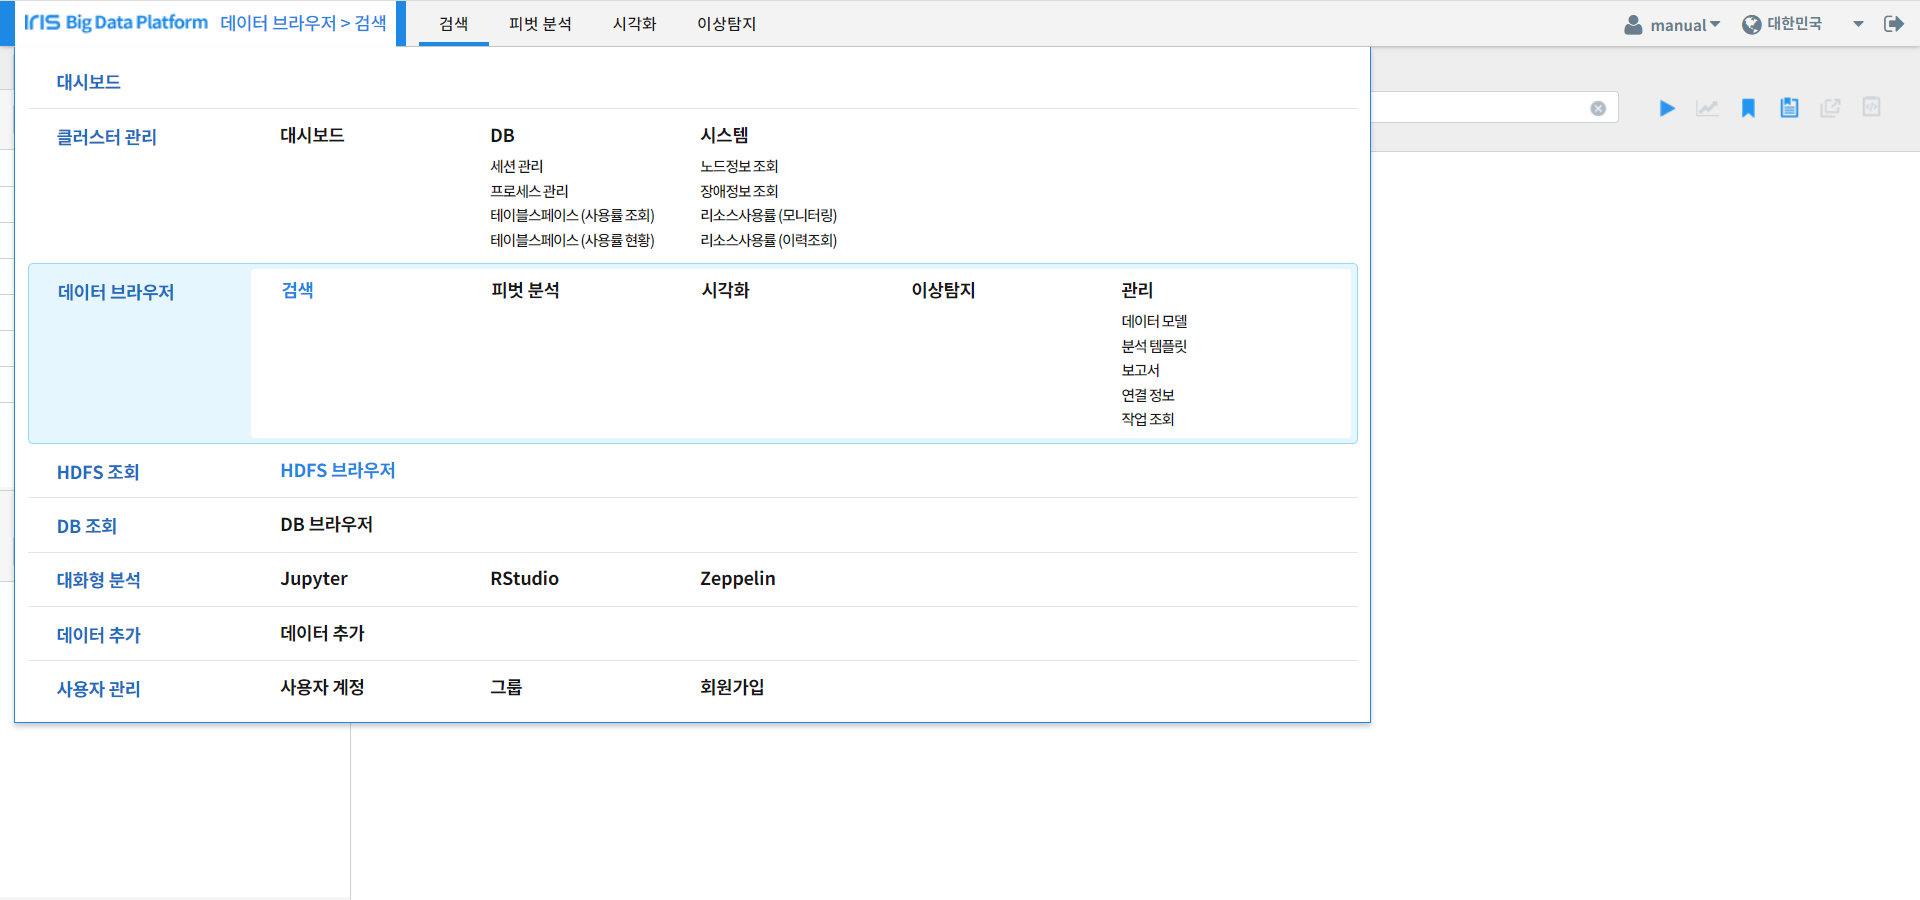 IRIS Big Data Platform 데이터 브라우저 > 검색 검색 피벗 분석 시각화 이상탐지 manual 대한민국
대시보드
클러스터 관리 대시보드 DB 시스템
세션 관리 노드정보 조회
프로세스 관리 장애정보 조회
테이블스페이스 (사용률 조회) 리소스사용률 (모니터링)
테이블스페이스 (사용률 현황) 리소스사용률 (이력조회)
데이터 브라우저 검색 피벗 분석 시각화 이상탐지 관리
데이터 모델
분석 템플릿
보고서
연결 정보
작업 조회
HDFS 조회 HDFS 브라우저
DB 조회 DB 브라우저
대화형 분석 Jupyter RStudio Zeppelin
데이터 추가 데이터 추가
사용자 관리 사용자 계정 그룹 회원가입